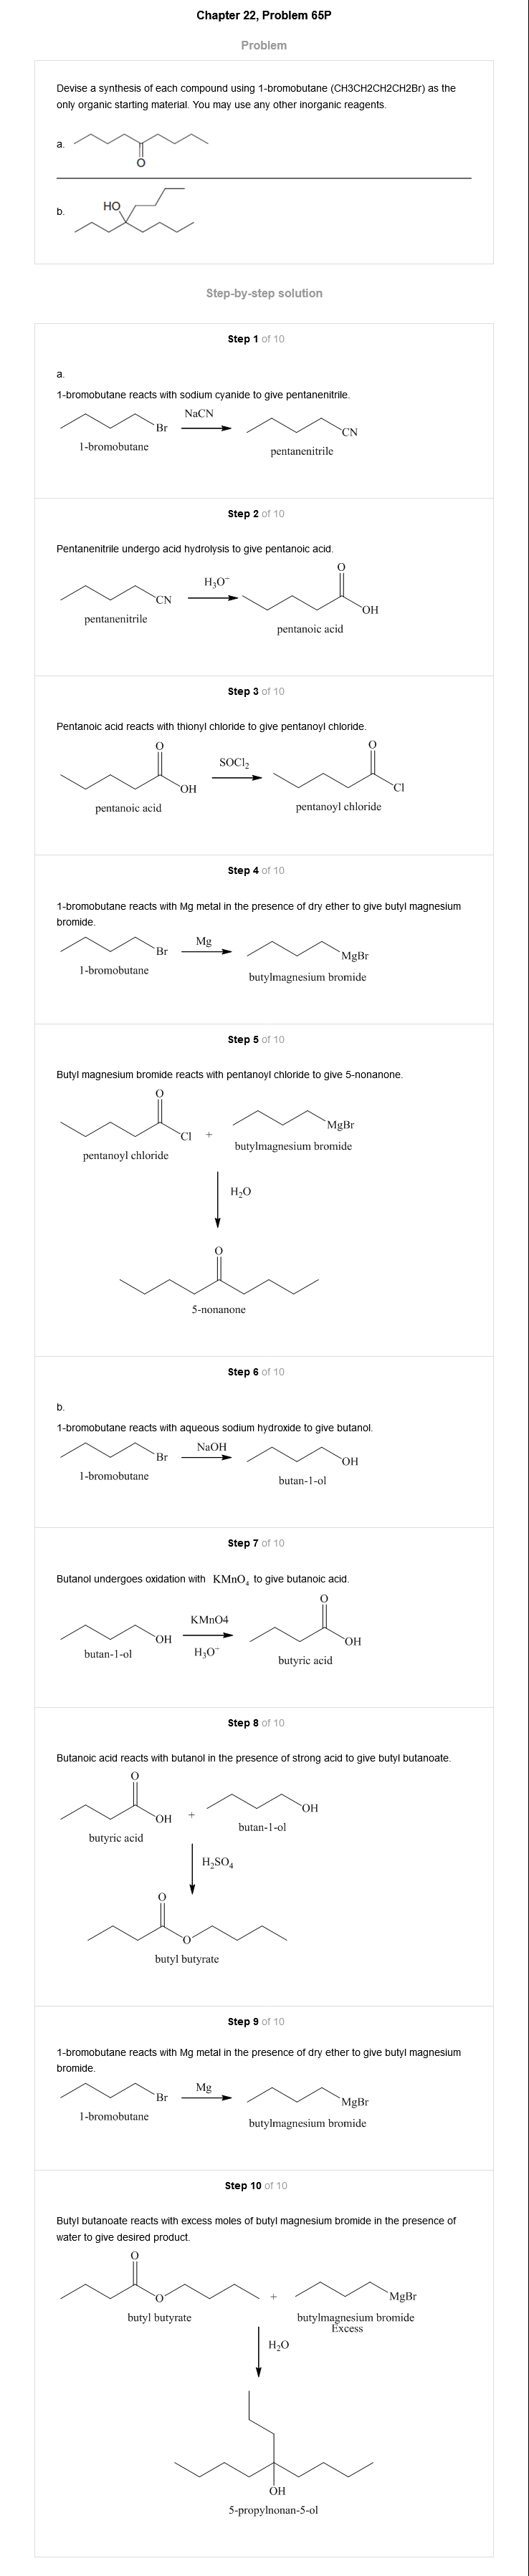 Chapter 22, Problem 65P
Problem
Devise a synthesis of each compound using 1-bromobutane (CH3CH2CH2CH2Br) as the
only organic starting material. You may use any other inorganic reagents.
a.
O
b.
HO
Step-by-step solution
Step 1 of 10
a.
1-bromobutane reacts with sodium cyanide to give pentanenitrile.
Br
NaCN
CN
1-bromobutane
pentanenitrile
Step 2 of 10
Pentanenitrile undergo acid hydrolysis to give pentanoic acid.
CN
H₃O⁻
O
OH
pentanenitrile
pentanoic acid
Step 3 of 10
Pentanoic acid reacts with thionyl chloride to give pentanoyl chloride.
O
OH
SOCl₂
O
Cl
pentanoic acid
pentanoyl chloride
Step 4 of 10
1-bromobutane reacts with Mg metal in the presence of dry ether to give butyl magnesium
bromide.
Br
Mg
MgBr
1-bromobutane
butylmagnesium bromide
Step 5 of 10
Butyl magnesium bromide reacts with pentanoyl chloride to give 5-nonanone.
O
Cl
+
MgBr
pentanoyl chloride
butylmagnesium bromide
H₂O
O
5-nonanone
Step 6 of 10
b.
1-bromobutane reacts with aqueous sodium hydroxide to give butanol.
Br
NaOH
OH
1-bromobutane
butan-1-ol
Step 7 of 10
Butanol undergoes oxidation with KMnO₄ to give butanoic acid.
OH
KMnO4
H₃O⁻
O
OH
butan-1-ol
butyric acid
Step 8 of 10
Butanoic acid reacts with butanol in the presence of strong acid to give butyl butanoate.
O
OH
+
OH
butyric acid
butan-1-ol
H₂SO₄
O
O
butyl butyrate
Step 9 of 10
1-bromobutane reacts with Mg metal in the presence of dry ether to give butyl magnesium
bromide.
Br
Mg
MgBr
1-bromobutane
butylmagnesium bromide
Step 10 of 10
Butyl butanoate reacts with excess moles of butyl magnesium bromide in the presence of
water to give desired product.
O
O
+
MgBr
butyl butyrate
butylmagnesium bromide
Excess
H₂O
OH
5-propylnonan-5-ol